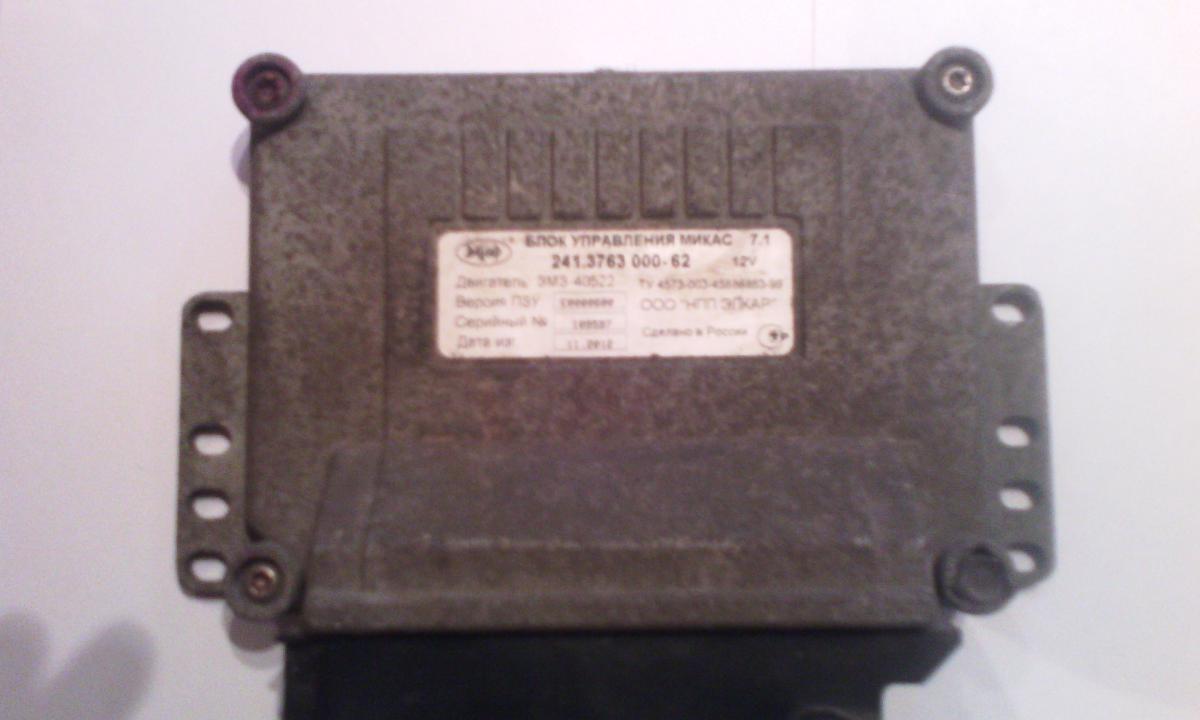 БЛОК УПРАВЛЕНИЯ МИКАС 7.1
241.3763 000-62 12V
Двигатель ЗМЗ-40522
Версия ПЗУ
ООО "НПП ЭЛКАР"
Серийный №
Сделано в России
Дата изг. 11.2012